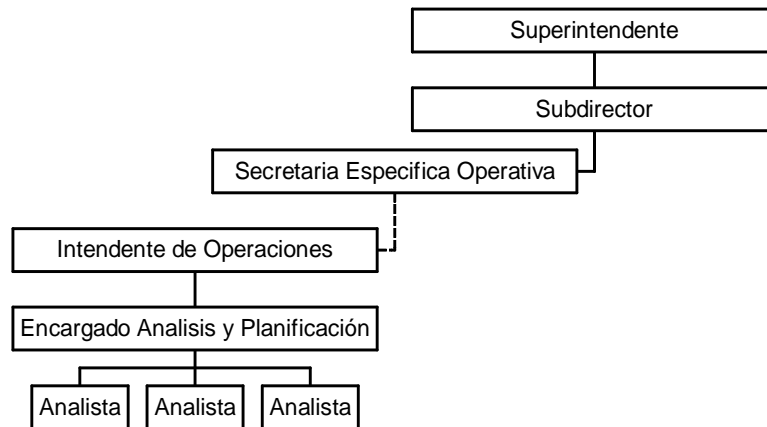 Superintendente
Subdirector
Secretaria Especifica Operativa
Intendente de Operaciones
Encargado Analisis y Planificación
Analista
Analista
Analista